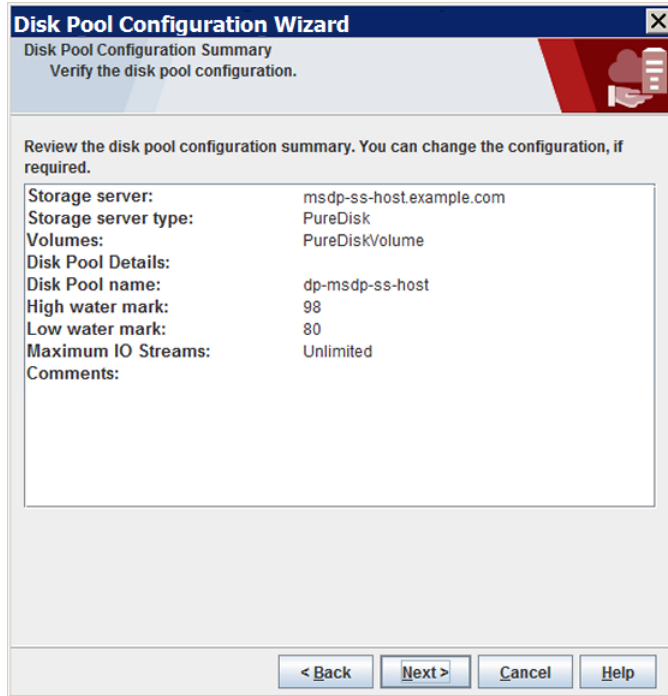 Disk Pool Configuration Wizard
Disk Pool Configuration Summary
Verify the disk pool configuration.
Review the disk pool configuration summary. You can change the configuration, if
required.
Storage server: msdp-ss-host.example.com
Storage server type: PureDisk
Volumes: PureDiskVolume
Disk Pool Details:
Disk Pool name: dp-msdp-ss-host
High water mark: 98
Low water mark: 80
Maximum IO Streams: Unlimited
Comments:
< Back Next > Cancel Help